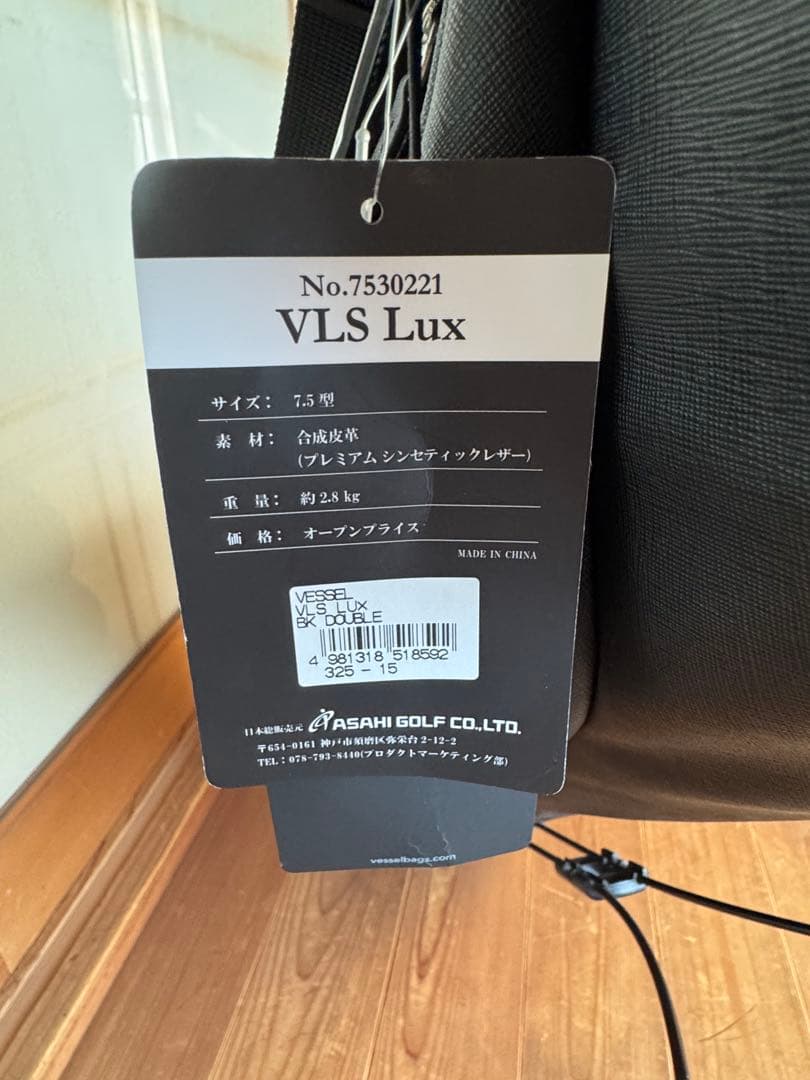 No.7530221
VLS Lux
サイズ： 7.5 型
素 材： 合成皮革
(プレミアム シンセティックレザー)
重 量： 約 2.8 kg
価 格： オープンプライス
MADE IN CHINA
VESSEL
VLS LUX
BK DOUBLE
4 981318 518592
325 - 15
日本総販売元 ASAHI GOLF CO.,LTD.
〒654-0161 神戸市須磨区弥栄台 2-12-2
TEL：078-793-8440(プロダクトマーケティング部)
vesselbags.com